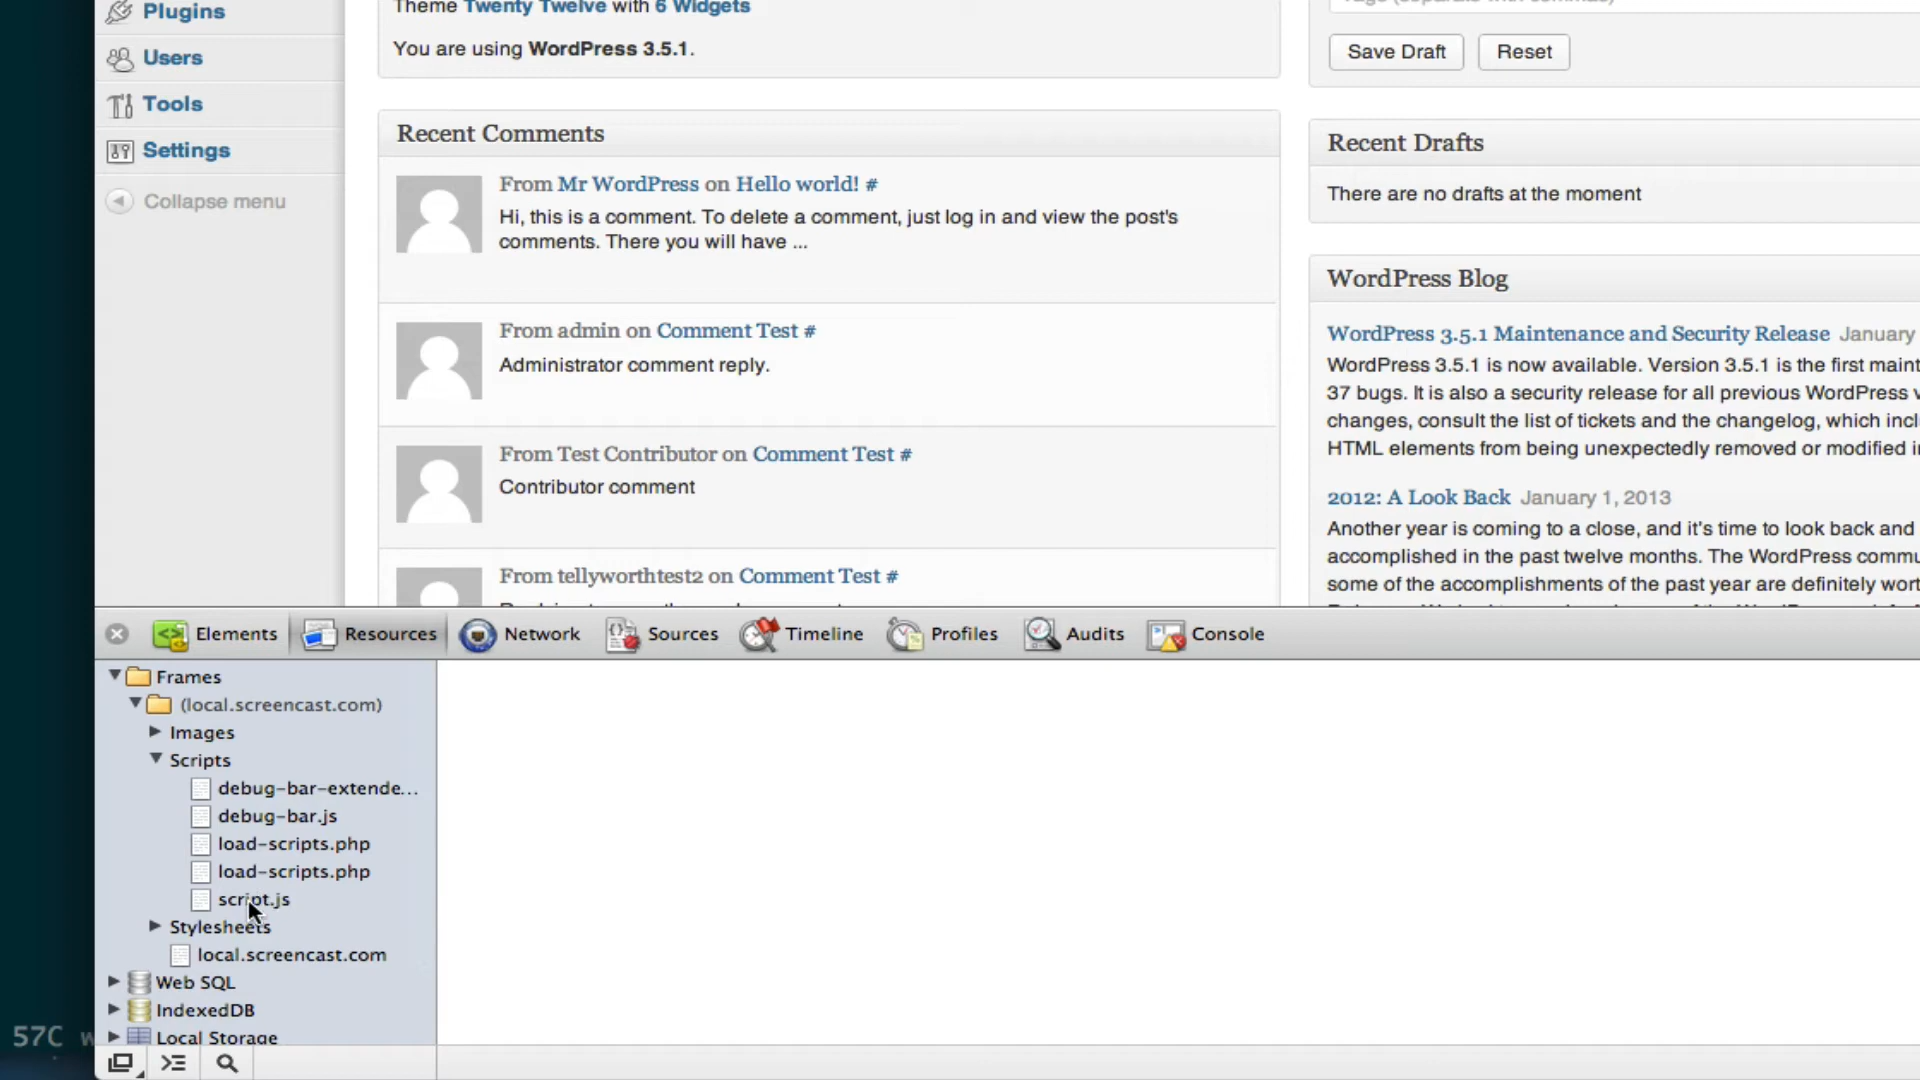 Plugins
Users
Tools
Settings
Collapse menu
Theme Twenty Twelve with 6 Widgets
You are using WordPress 3.5.1.
Recent Comments
From Mr WordPress on Hello world! #
Hi, this is a comment. To delete a comment, just log in and view the post's
comments. There you will have ...
From admin on Comment Test #
Administrator comment reply.
From Test Contributor on Comment Test #
Contributor comment
From tellyworthtest2 on Comment Test #
Save Draft
Reset
Recent Drafts
There are no drafts at the moment
WordPress Blog
WordPress 3.5.1 Maintenance and Security Release January
WordPress 3.5.1 is now available. Version 3.5.1 is the first maint
37 bugs. It is also a security release for all previous WordPress v
changes, consult the list of tickets and the changelog, which incl
HTML elements from being unexpectedly removed or modified i
2012: A Look Back January 1, 2013
Another year is coming to a close, and it's time to look back and
accomplished in the past twelve months. The WordPress commu
some of the accomplishments of the past year are definitely wort
Elements
Resources
Network
Sources
Timeline
Profiles
Audits
Console
Frames
(local.screencast.com)
Images
Scripts
debug-bar-extende...
debug-bar.js
load-scripts.php
load-scripts.php
script.js
Stylesheets
local.screencast.com
Web SQL
IndexedDB
Local Storage
57C w